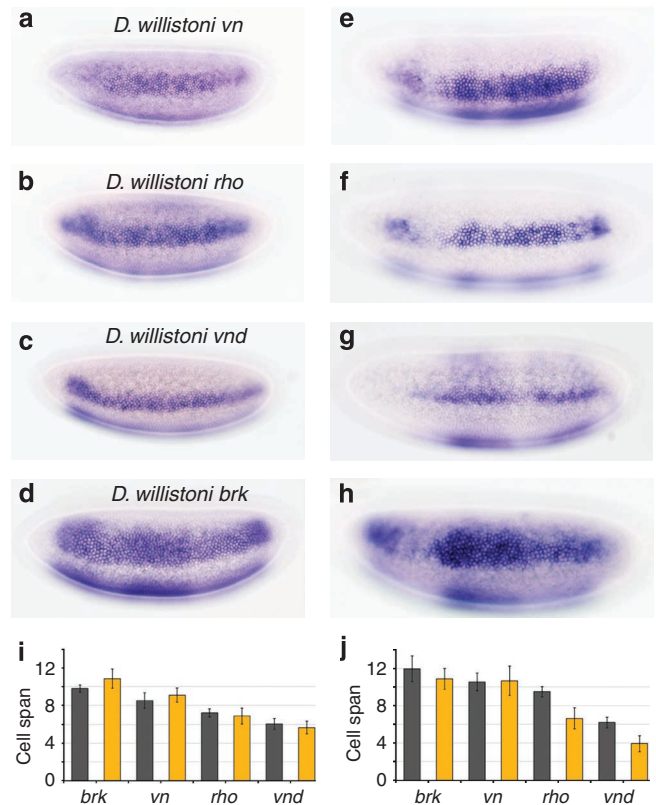 a
D. willistoni vn
e
b
D. willistoni rho
f
c
D. willistoni vnd
g
d
D. willistoni brk
h
i
12
8
4
0
Cell span
brk vn rho vnd
j
12
8
4
0
Cell span
brk vn rho vnd